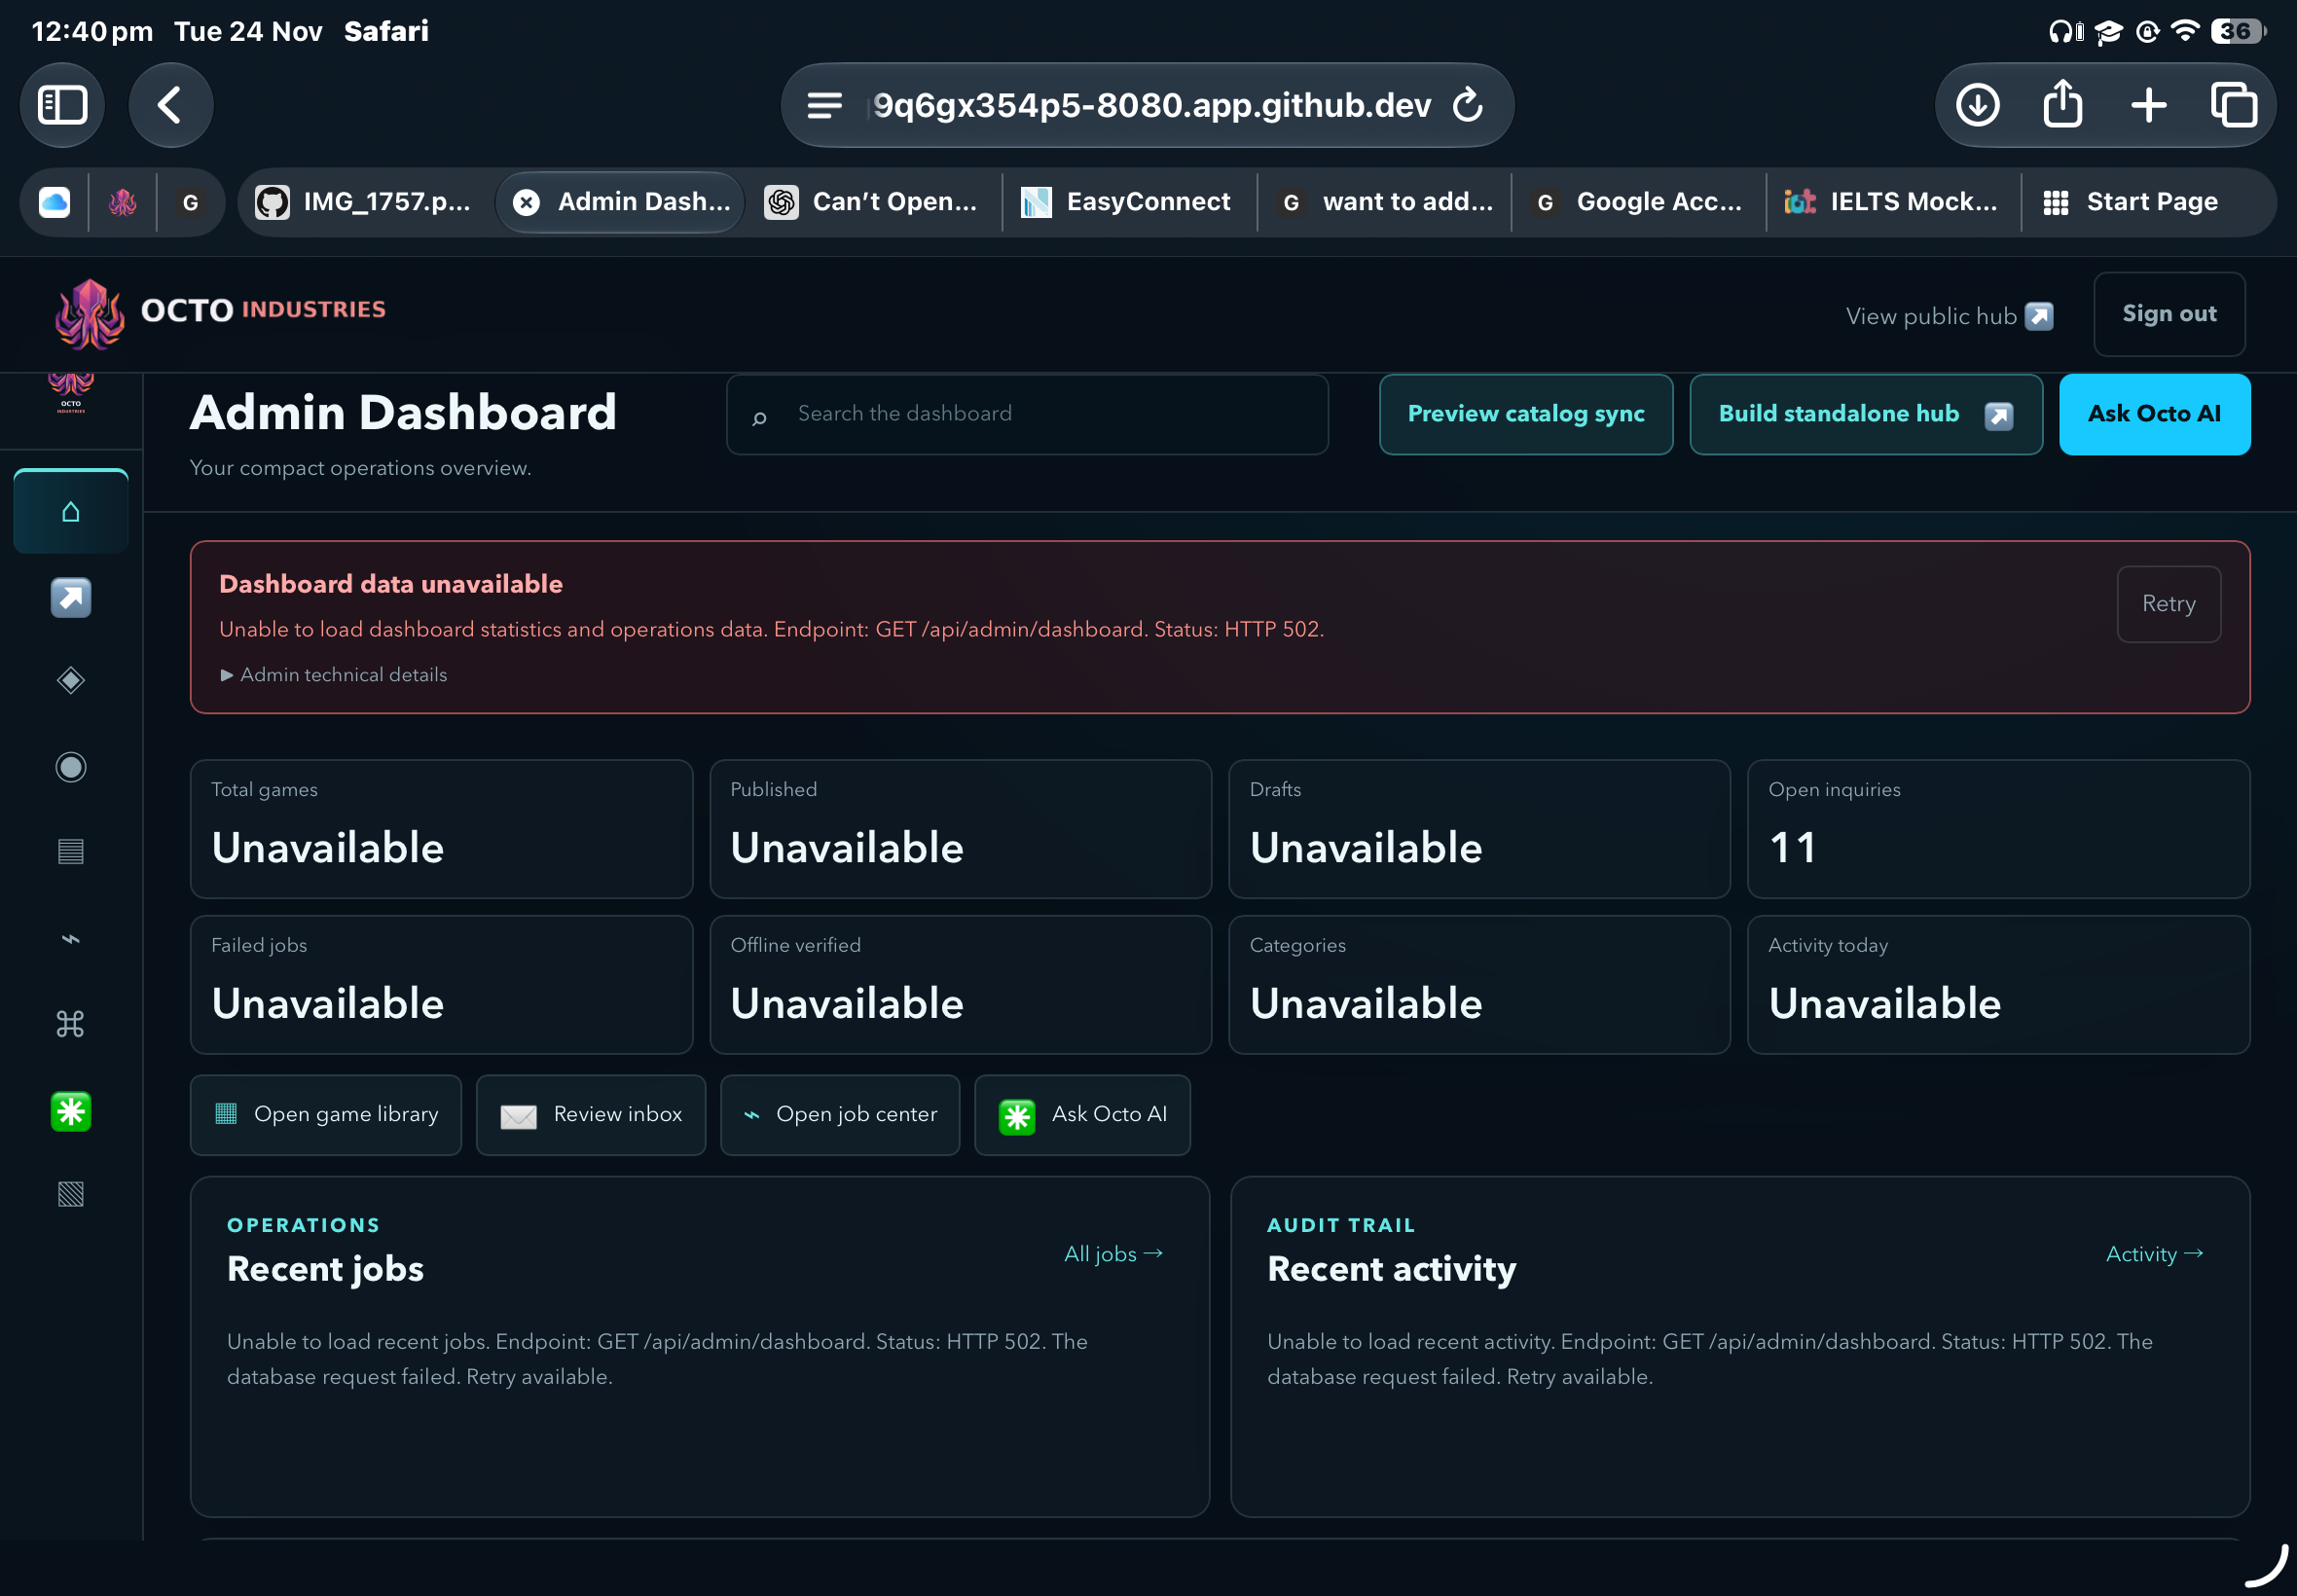 12:40 pm Tue 24 Nov Safari
36
9q6gx354p5-8080.app.github.dev
G
IMG_1757.p...
Admin Dash...
Can't Open...
EasyConnect
G want to add...
G Google Acc...
IELTS Mock...
Start Page
OCTO INDUSTRIES
View public hub
Sign out
OCTO
INDUSTRIES
Admin Dashboard
Search the dashboard
Preview catalog sync
Build standalone hub
Ask Octo AI
Your compact operations overview.
Dashboard data unavailable
Retry
Unable to load dashboard statistics and operations data. Endpoint: GET /api/admin/dashboard. Status: HTTP 502.
Admin technical details
Total games
Unavailable
Published
Unavailable
Drafts
Unavailable
Open inquiries
11
Failed jobs
Unavailable
Offline verified
Unavailable
Categories
Unavailable
Activity today
Unavailable
Open game library
Review inbox
Open job center
Ask Octo AI
OPERATIONS
Recent jobs
All jobs →
Unable to load recent jobs. Endpoint: GET /api/admin/dashboard. Status: HTTP 502. The
database request failed. Retry available.
AUDIT TRAIL
Recent activity
Activity →
Unable to load recent activity. Endpoint: GET /api/admin/dashboard. Status: HTTP 502. The
database request failed. Retry available.